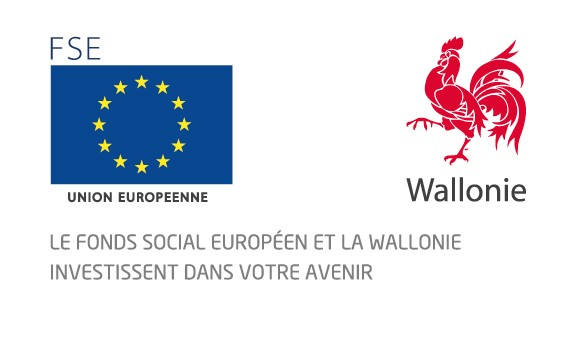 FSE
UNION EUROPEENNE
Wallonie
LE FONDS SOCIAL EUROPÉEN ET LA WALLONIE
INVESTISSENT DANS VOTRE AVENIR